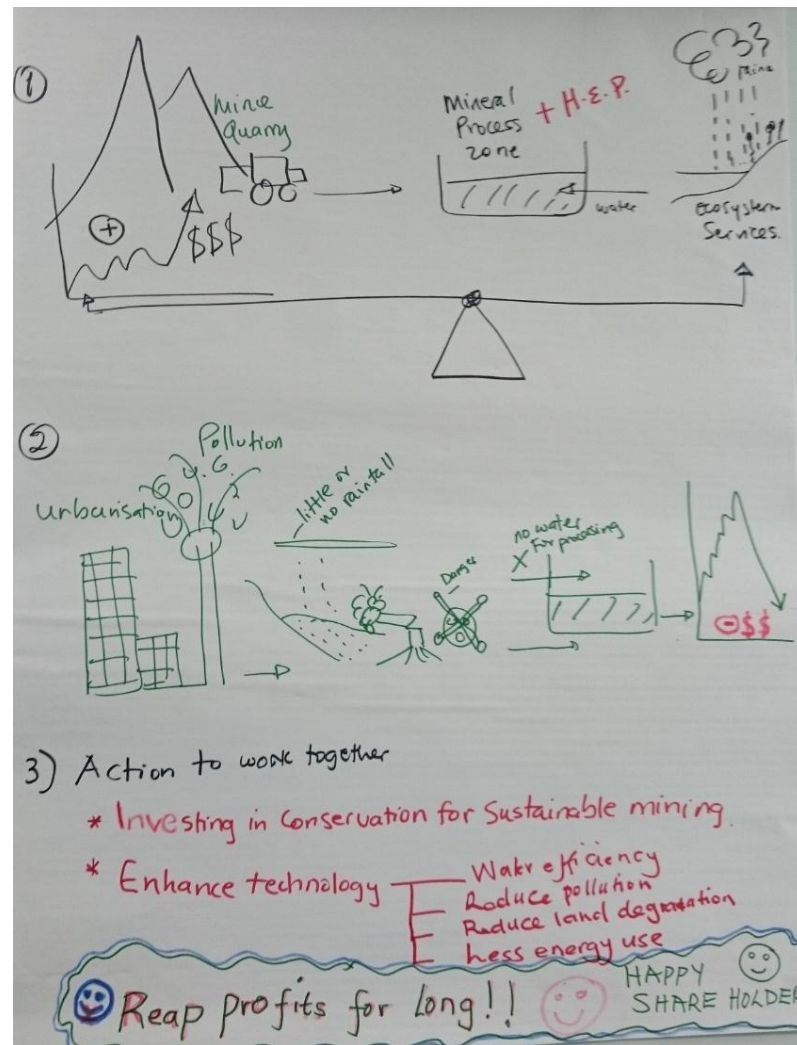 ①
Mine
Quarry
Mineral
Process
zone
+ H.E.P.
water
Ecosystem
Services.
+
$$$
②
Pollution
Urbanisation
little or
no rainfall
Danger
no water
X For processing
-$$
3) Action to work together
* Investing in Conservation for Sustainable mining.
* Enhance technology
Watr efficiency
Reduce pollution
Reduce land degradation
Less energy use
Reap profits for Long!!
HAPPY
SHARE HOLDER